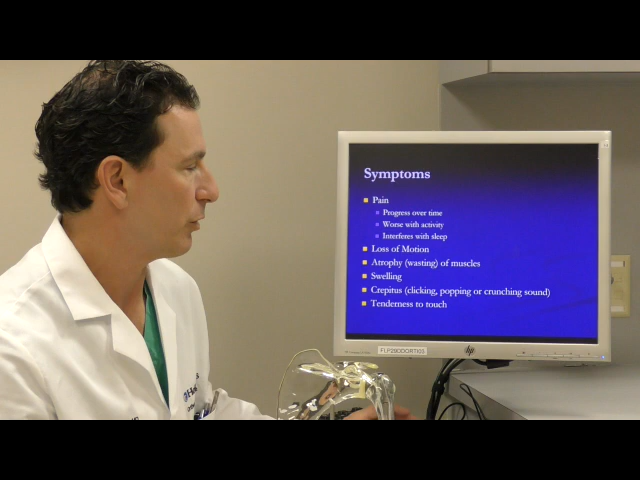 Symptoms
Pain
Progress over time
Worse with activity
Interferes with sleep
Loss of Motion
Atrophy (wasting) of muscles
Swelling
Crepitus (clicking, popping or crunching sound)
Tenderness to touch
hp